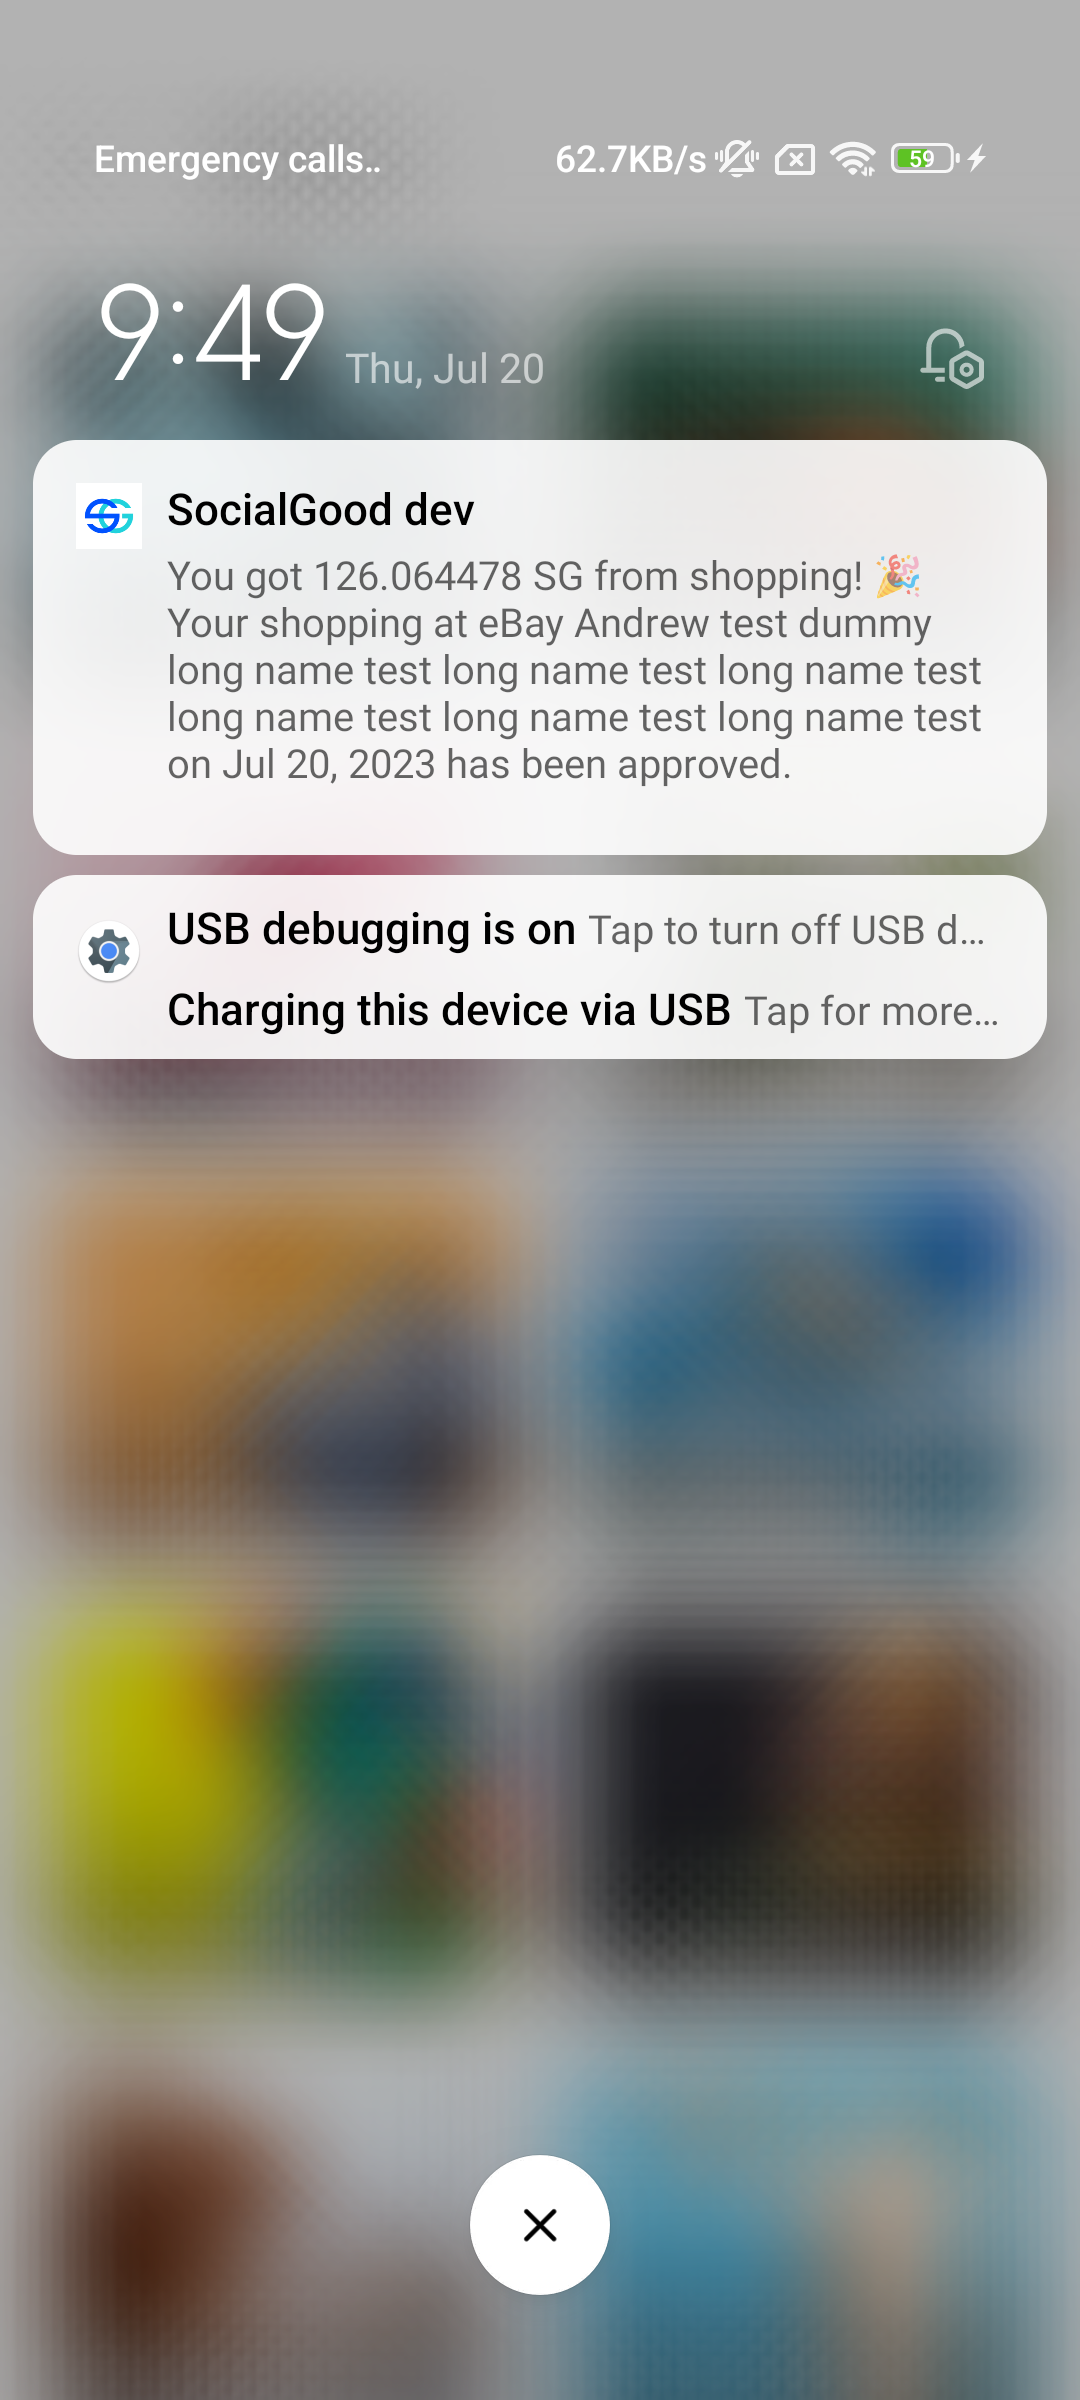 Emergency calls.. 62.7KB/s 59
9:49 Thu, Jul 20
SocialGood dev
You got 126.064478 SG from shopping! 🎉
Your shopping at eBay Andrew test dummy
long name test long name test long name test
long name test long name test long name test
on Jul 20, 2023 has been approved.
USB debugging is on Tap to turn off USB d...
Charging this device via USB Tap for more...